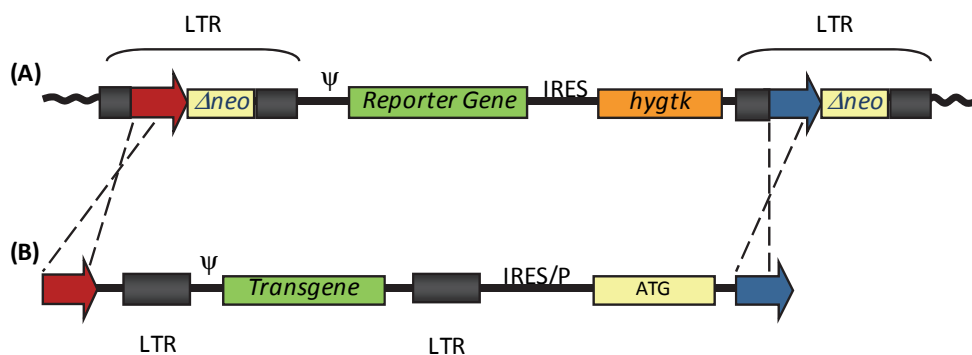 LTR LTR
(A) Δneo ψ Reporter Gene IRES hygtk Δneo
(B) ψ Transgene IRES/P ATG
LTR LTR